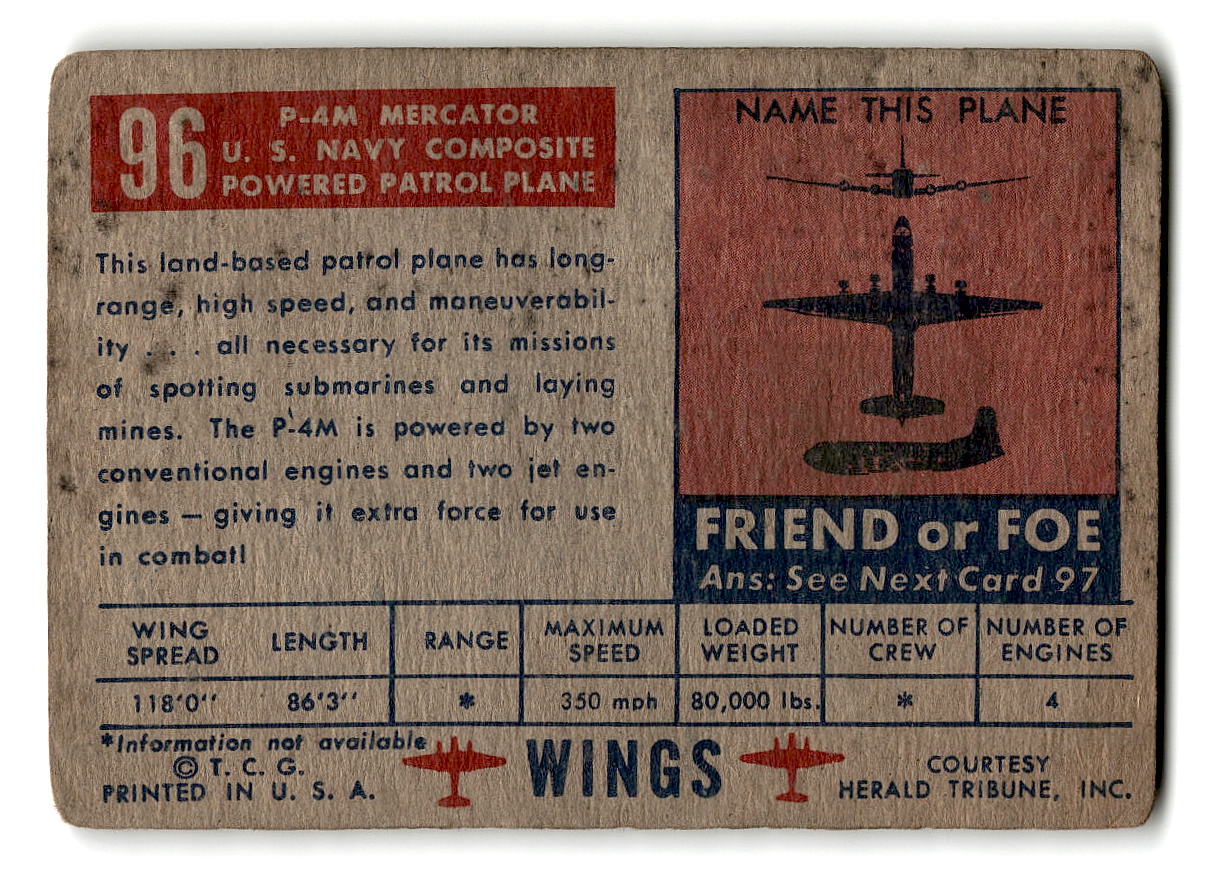 96
P-4M MERCATOR
U. S. NAVY COMPOSITE
POWERED PATROL PLANE
This land-based patrol plane has long-
range, high speed, and maneuverabil-
ity . . . all necessary for its missions
of spotting submarines and laying
mines. The P-4M is powered by two
conventional engines and two jet en-
gines — giving it extra force for use
in combat!
NAME THIS PLANE
FRIEND or FOE
Ans: See Next Card 97
WING SPREAD
LENGTH
RANGE
MAXIMUM SPEED
LOADED WEIGHT
NUMBER OF CREW
NUMBER OF ENGINES
118'0"
86'3"
*
350 mph
80,000 lbs.
*
4
*Information not available
© T. C. G.
PRINTED IN U. S. A.
WINGS
COURTESY
HERALD TRIBUNE, INC.